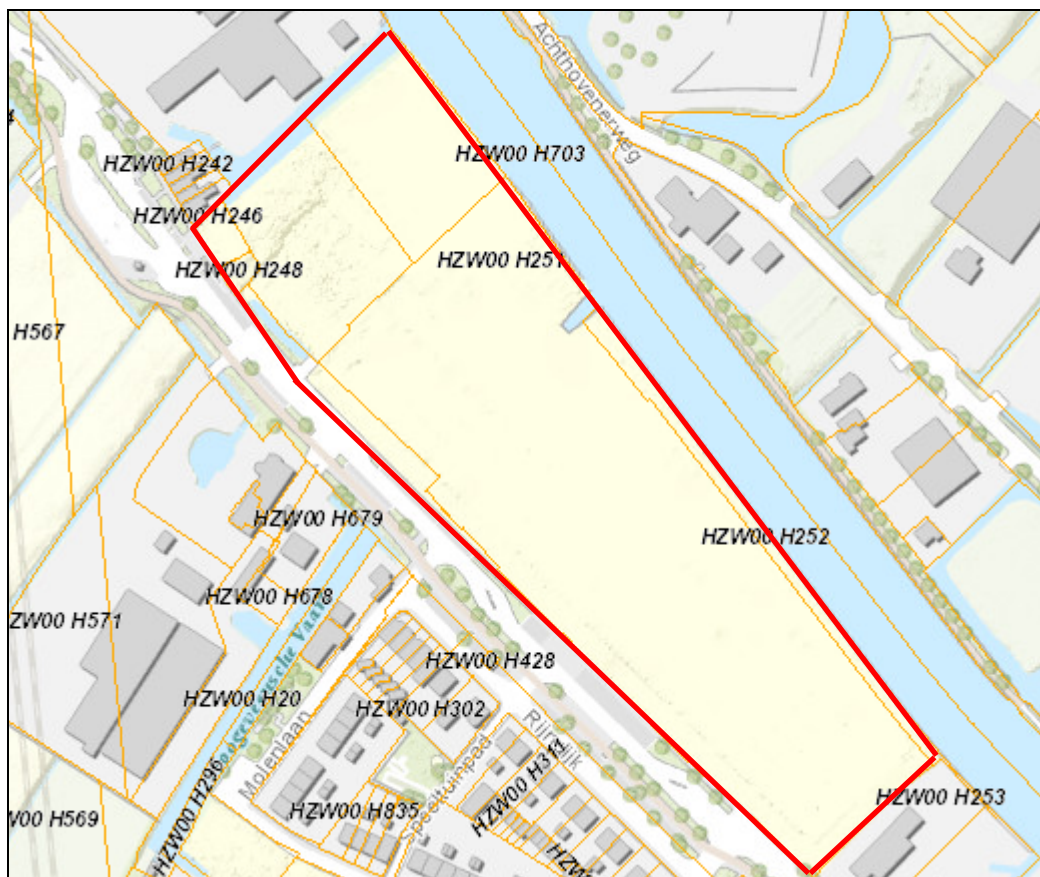 Achthovenerweg
HZW00 H703
HZW00 H242
HZW00 H246
HZW00 H251
HZW00 H248
H567
HZW00 H679
HZW00 H252
HZW00 H678
ZW00 H571
HZW00 H428
HZW00 H20
HZW00 H302
Molenlaan
Rijndijk
HZW00 H311
Speeltuinpad
HZW00 H296
HZW00 H253
HZW00 H835
W00 H569